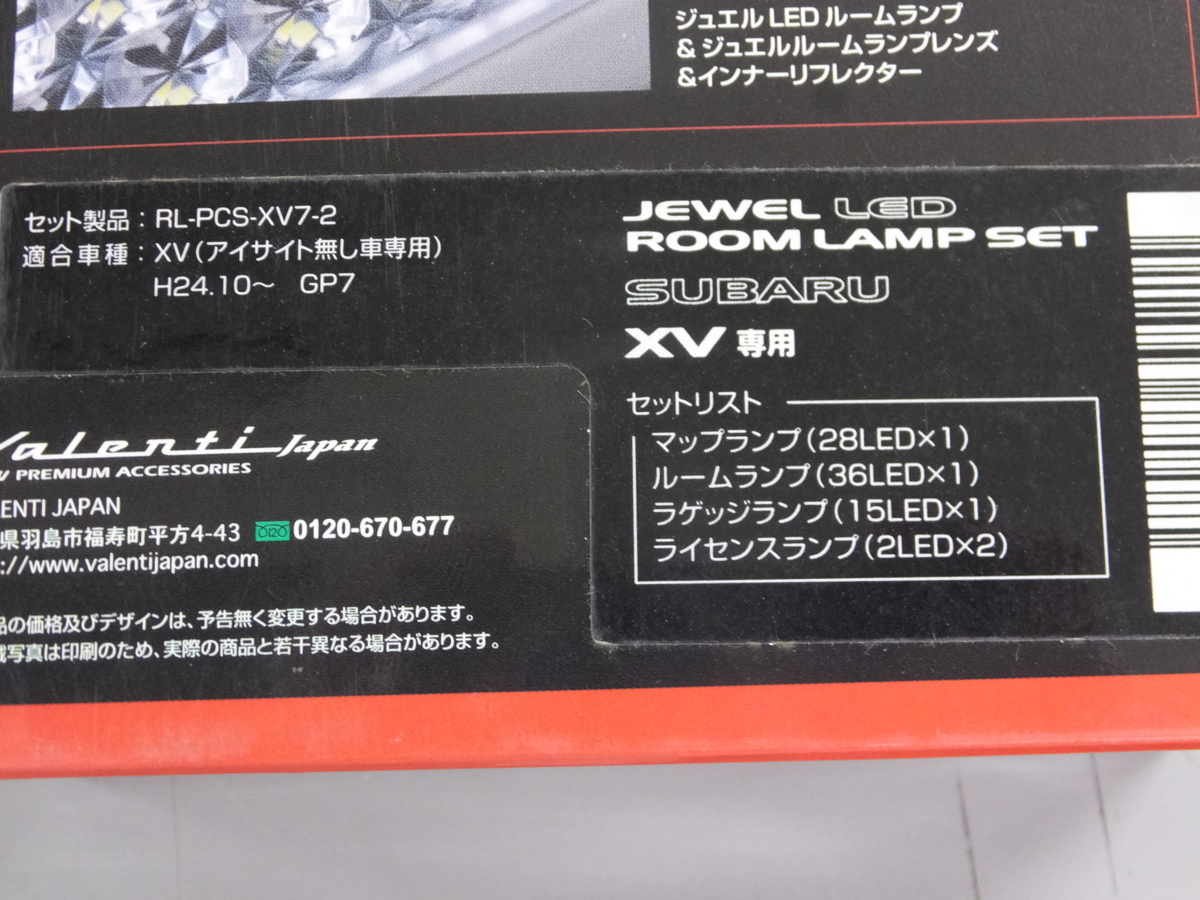 ジュエルLEDルームランプ
&ジュエルルームランプレンズ
&インナーリフレクター
セット製品：RL-PCS-XV7-2
適合車種：XV(アイサイト無し車専用)
H24.10～ GP7
JEWEL LED
ROOM LAMP SET
SUBARU
XV 専用
セットリスト
マップランプ(28LED×1)
ルームランプ(36LED×1)
ラゲッジランプ(15LED×1)
ライセンスランプ(2LED×2)
Valenti Japan
PREMIUM ACCESSORIES
ENTI JAPAN
県羽島市福寿町平方4-43 0120-670-677
://www.valentijapan.com
品の価格及びデザインは、予告無く変更する場合があります。
写真は印刷のため、実際の商品と若干異なる場合があります。